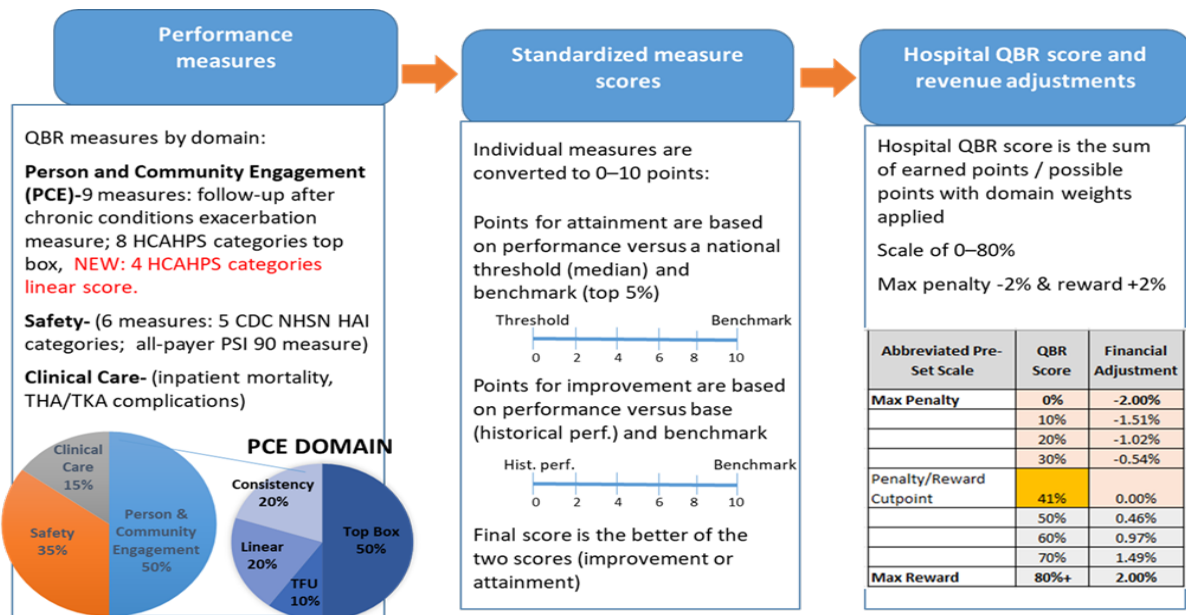 Performance
measures
QBR measures by domain:
Person and Community Engagement
(PCE)-9 measures: follow-up after
chronic conditions exacerbation
measure; 8 HCAHPS categories top
box, NEW: 4 HCAHPS categories
linear score.
Safety- (6 measures: 5 CDC NHSN HAI
categories; all-payer PSI 90 measure)
Clinical Care- (inpatient mortality,
THA/TKA complications)
Clinical
Care
15%
Safety
35%
Person &
Community
Engagement
50%
PCE DOMAIN
Consistency
20%
Linear
20%
TFU
10%
Top Box
50%
Standardized measure
scores
Individual measures are
converted to 0–10 points:
Points for attainment are based
on performance versus a national
threshold (median) and
benchmark (top 5%)
Threshold Benchmark
0 2 4 6 8 10
Points for improvement are based
on performance versus base
(historical perf.) and benchmark
Hist. perf. Benchmark
0 2 4 6 8 10
Final score is the better of the
two scores (improvement or
attainment)
Hospital QBR score and
revenue adjustments
Hospital QBR score is the sum
of earned points / possible
points with domain weights
applied
Scale of 0–80%
Max penalty -2% & reward +2%
Abbreviated Pre-
Set Scale
QBR
Score
Financial
Adjustment
Max Penalty 0% -2.00%
10% -1.51%
20% -1.02%
30% -0.54%
Penalty/Reward
Cutpoint 41% 0.00%
50% 0.46%
60% 0.97%
70% 1.49%
Max Reward 80%+ 2.00%